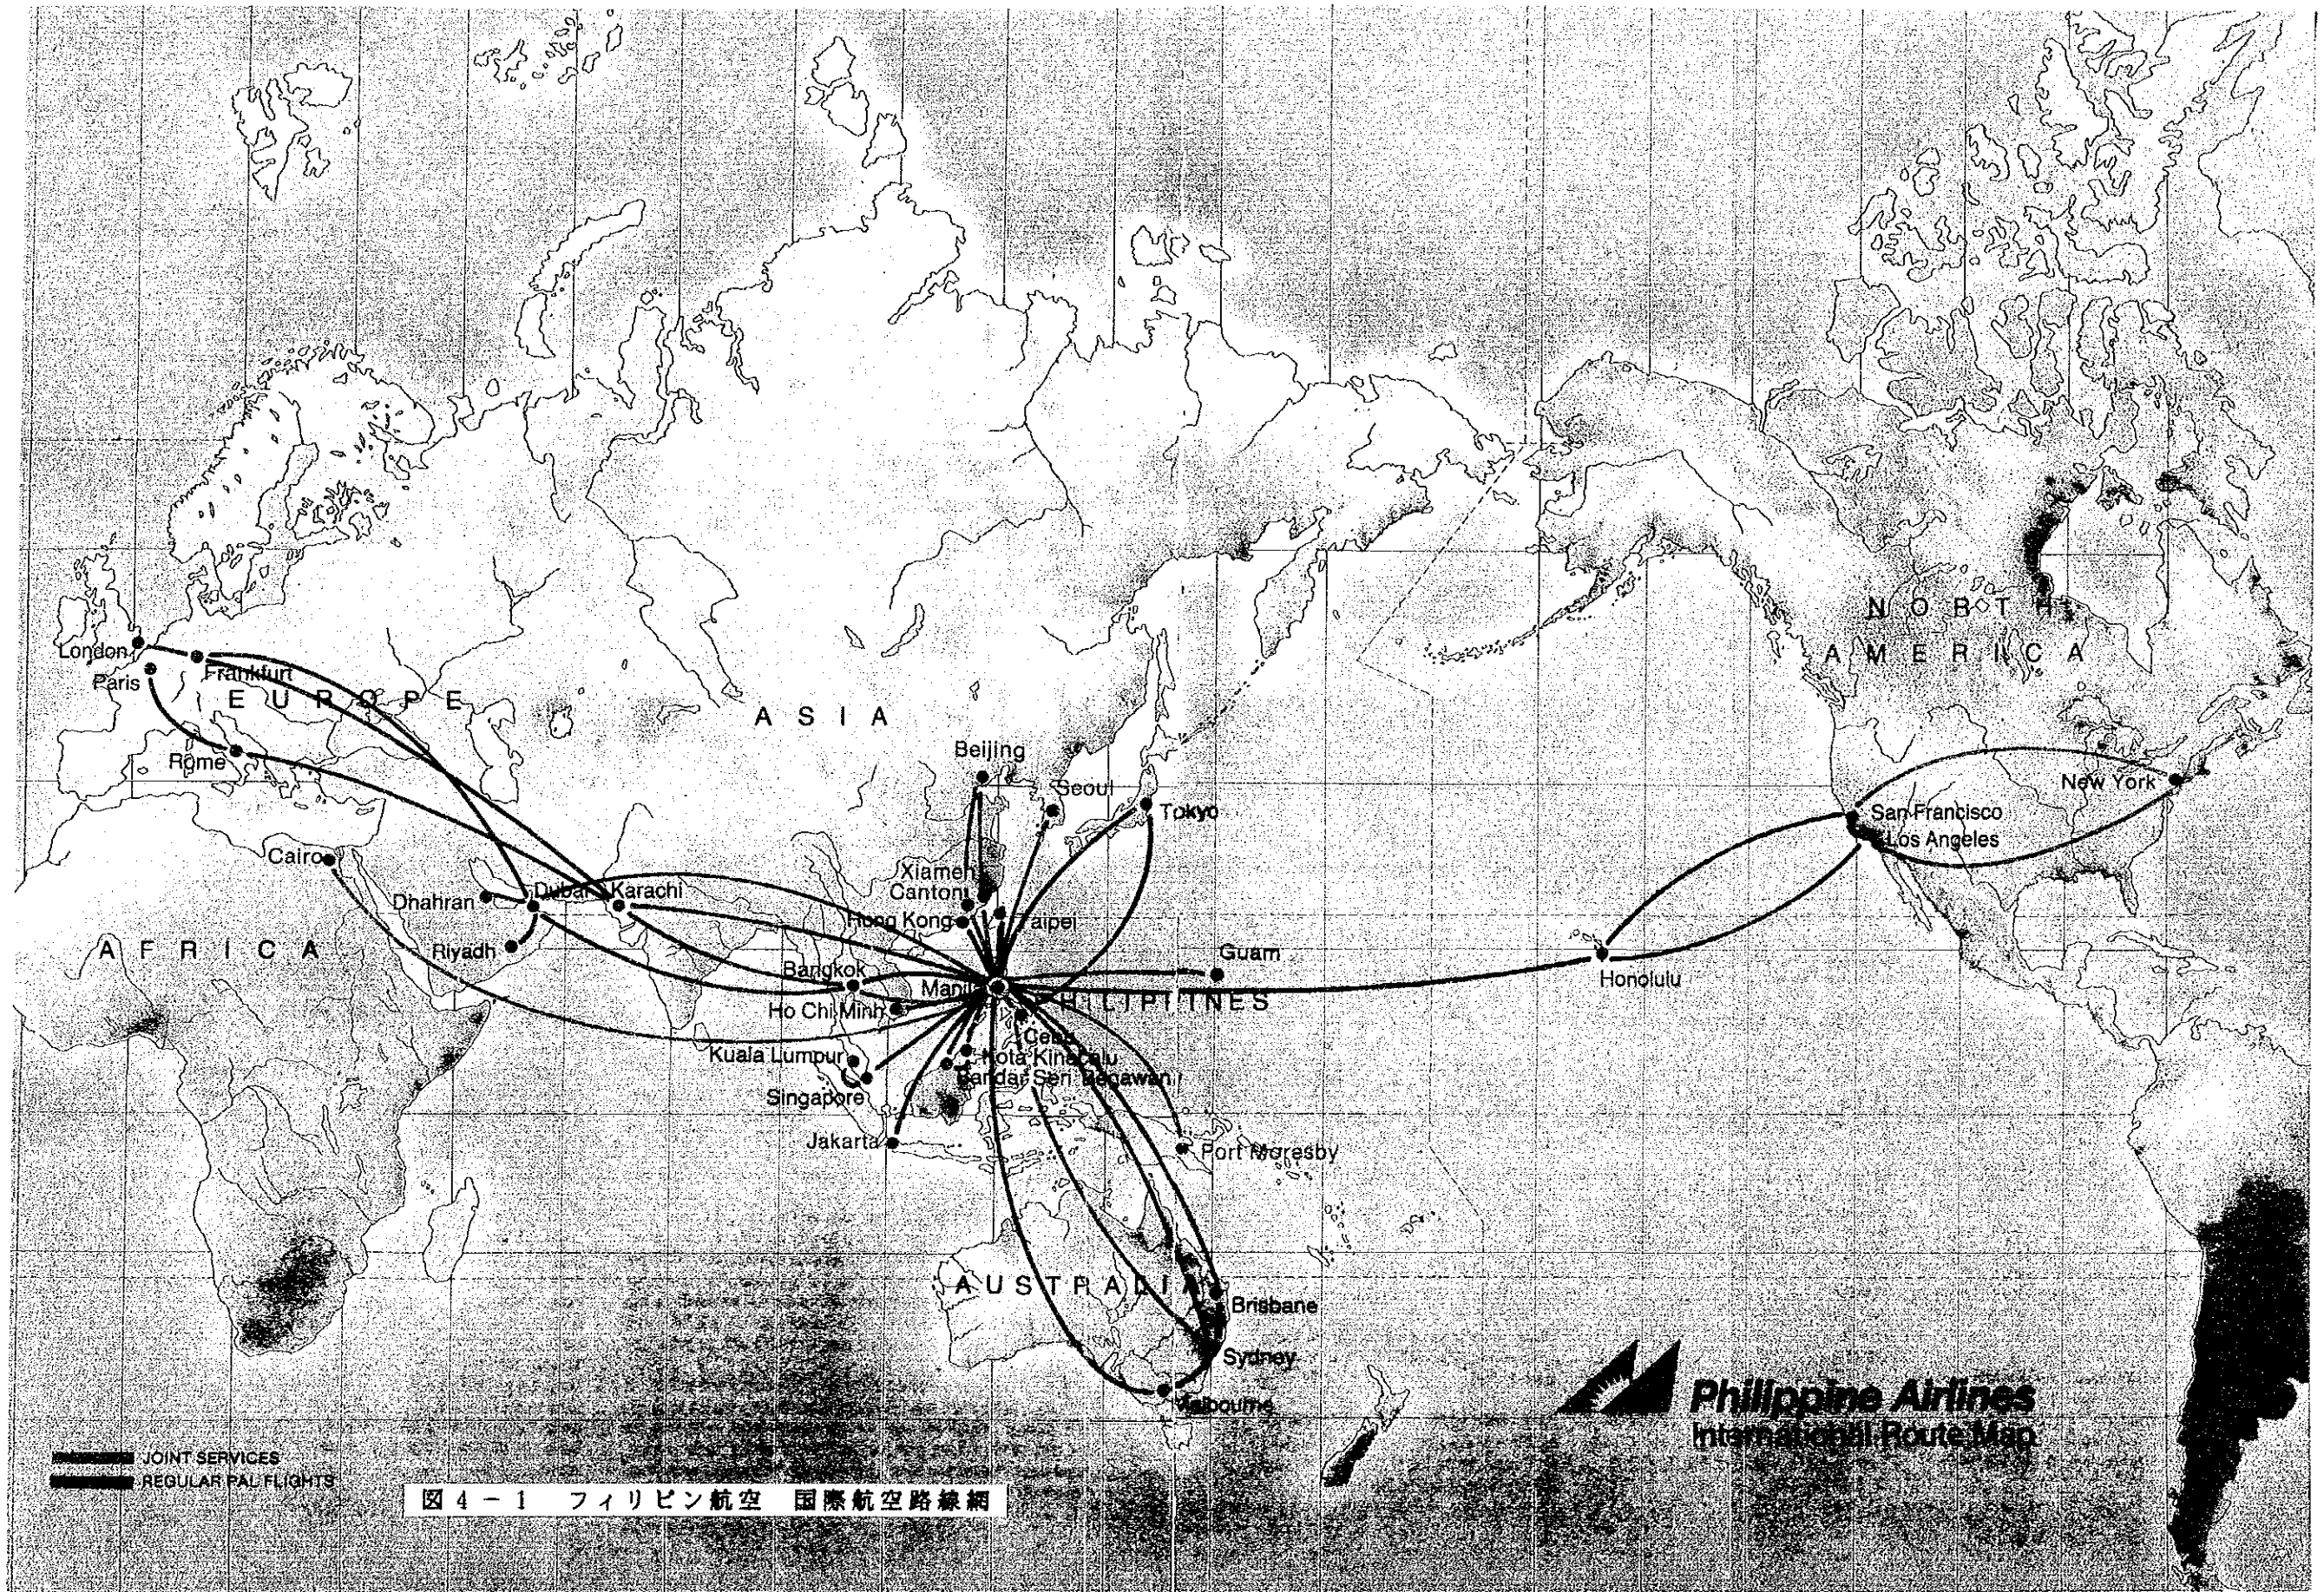 NORTH
AMERICA
London
Frankfurt
Paris
EUROPE
ASIA
Rome
Beijing
Seoul
Tokyo
New York
San Francisco
Los Angeles
Cairo
Xiamen
Canton
Dubai
Karachi
Dhahran
Hong Kong
Taipei
AFRICA
Riyadh
Guam
Bangkok
Honolulu
Manila
PHILIPPINES
Ho Chi Minh
Cebu
Kuala Lumpur
Kota Kinabalu
Bandar Seri Begawan
Singapore
Jakarta
Port Moresby
AUSTRALIA
Brisbane
Sydney
Melbourne
Philippine Airlines
International Route Map
JOINT SERVICES
REGULAR PAL FLIGHTS
図4-1 フィリピン航空 国際航空路線網